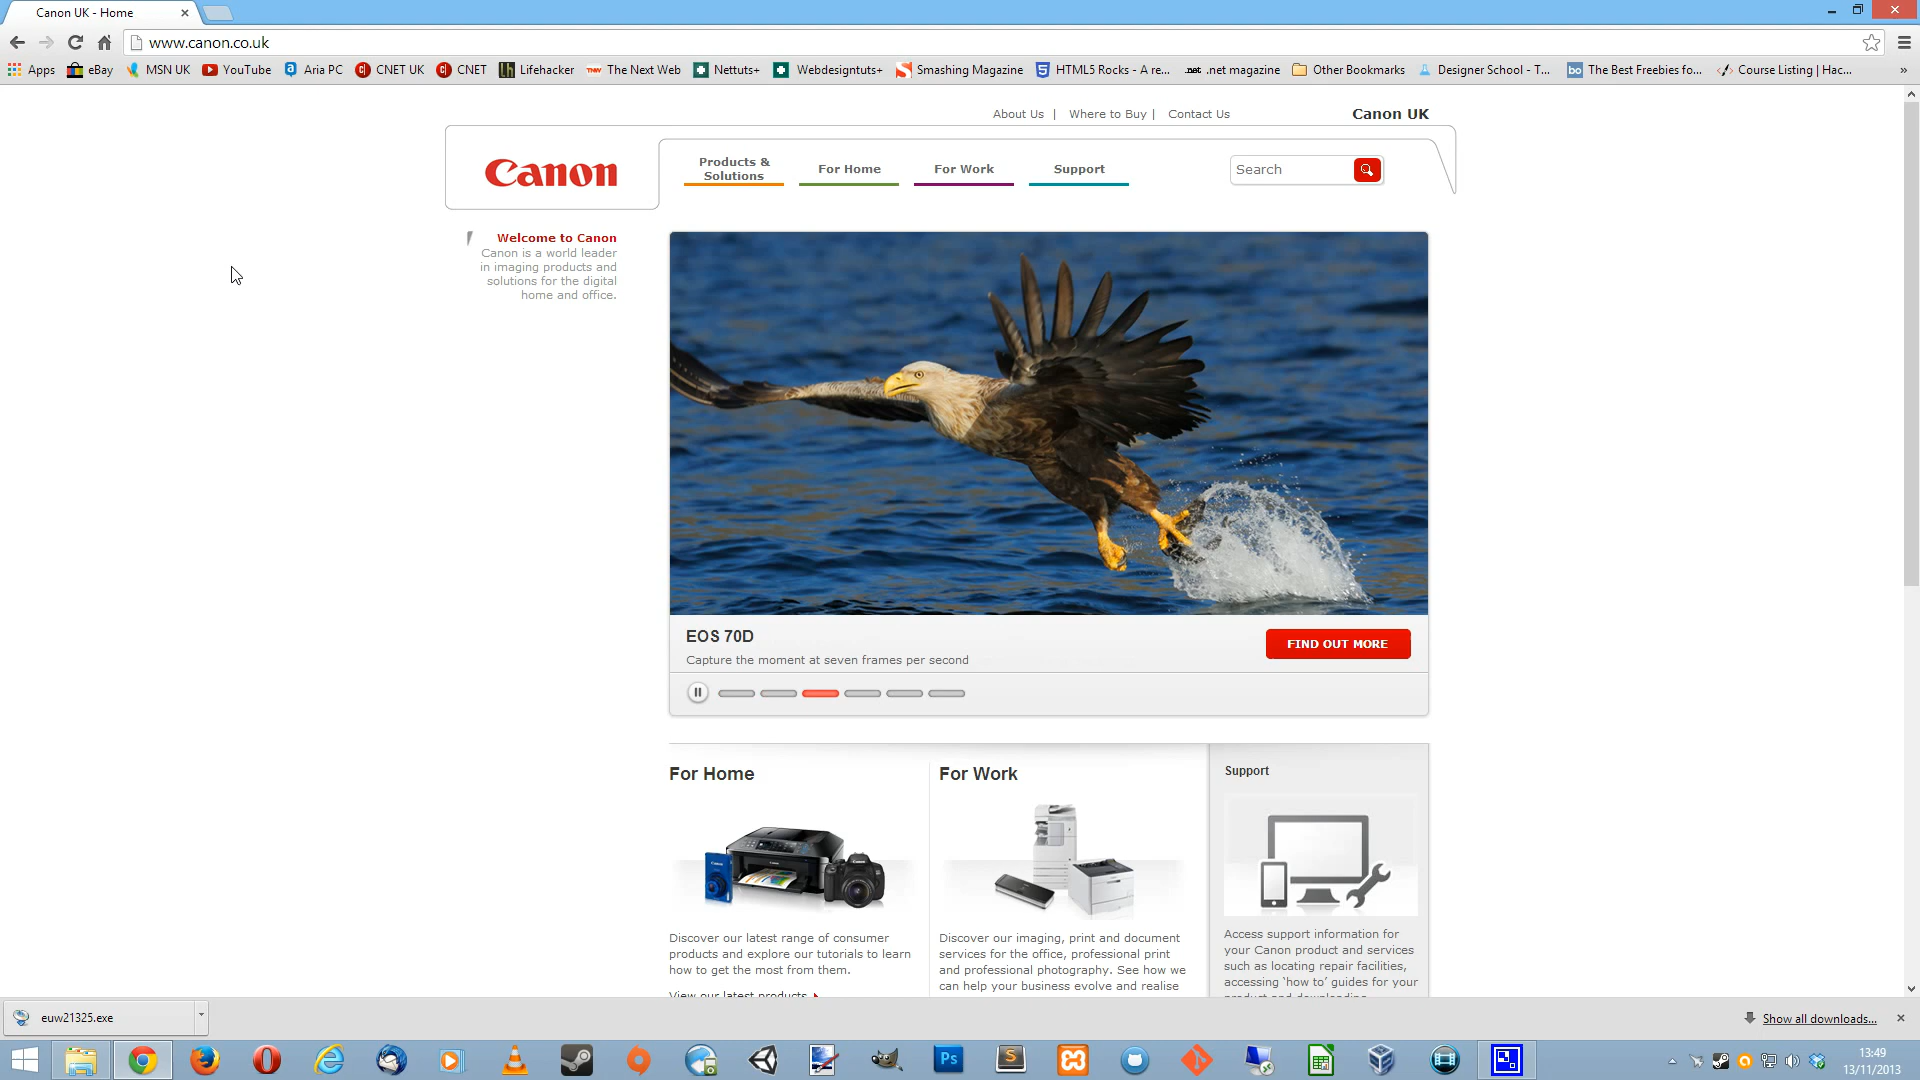 Canon UK - Home
www.canon.co.uk
Apps
eBay
MSN UK
YouTube
Aria PC
CNET UK
CNET
Lifehacker
The Next Web
Nettuts+
Webdesigntuts+
Smashing Magazine
HTML5 Rocks - A re...
.net magazine
Other Bookmarks
Designer School - T...
The Best Freebies fo...
Course Listing | Hac...
»
About Us | Where to Buy | Contact Us
Canon UK
Canon
Products &
Solutions
For Home
For Work
Support
Search
Welcome to Canon
Canon is a world leader
in imaging products and
solutions for the digital
home and office.
EOS 70D
Capture the moment at seven frames per second
FIND OUT MORE
For Home
Discover our latest range of consumer
products and explore our tutorials to learn
how to get the most from them.
View our latest products
For Work
Discover our imaging, print and document
services for the office, professional print
and professional photography. See how we
can help your business evolve and realise
Support
Access support information for
your Canon product and services
such as locating repair facilities,
accessing ‘how to’ guides for your
product and downloading
euw21325.exe
Show all downloads...
Ps
S
13:49
13/11/2013